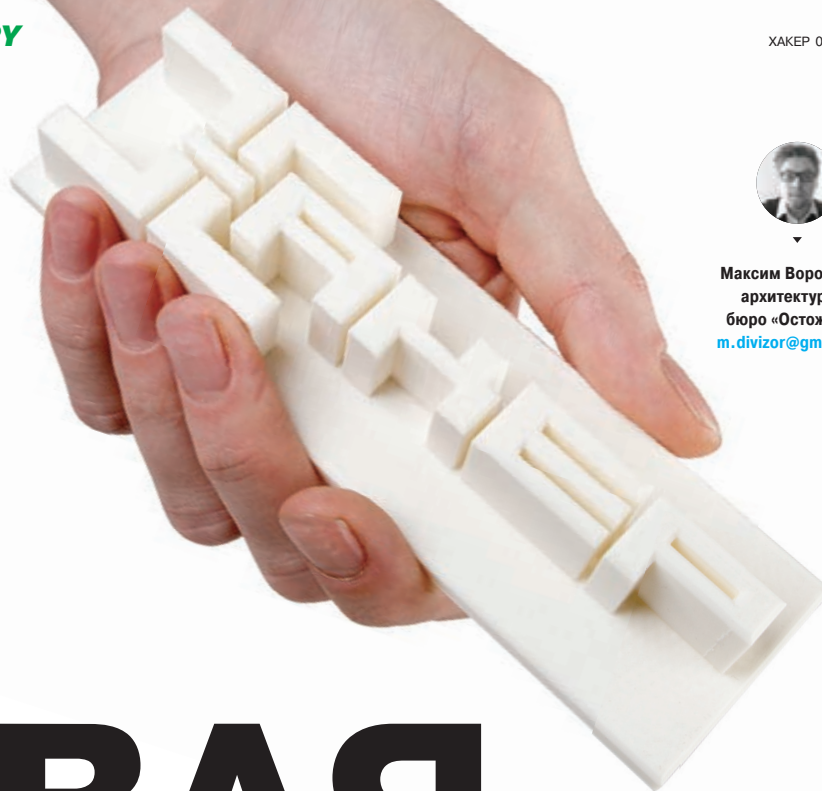 ХАКЕР 0
Максим Воро
архитектур
бюро «Остож
m.divizor@gm
ВАЯ